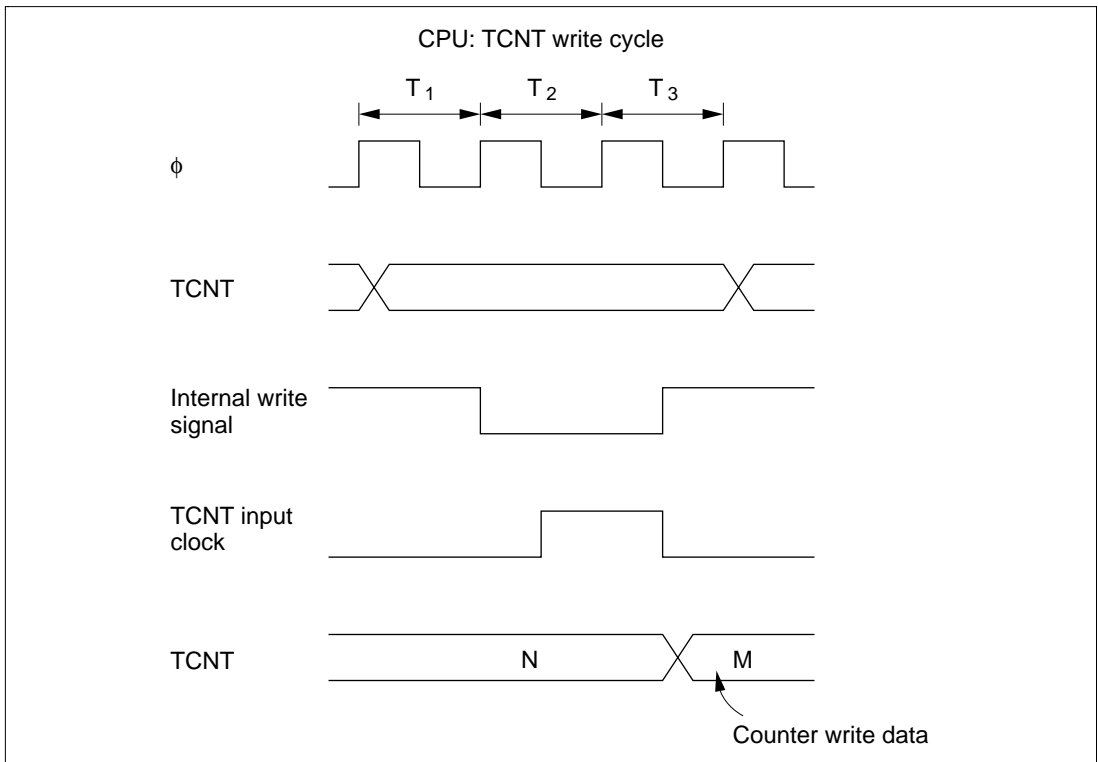 CPU: TCNT write cycle
T1 T2 T3
ϕ
TCNT
Internal write
signal
TCNT input
clock
TCNT
N M
Counter write data